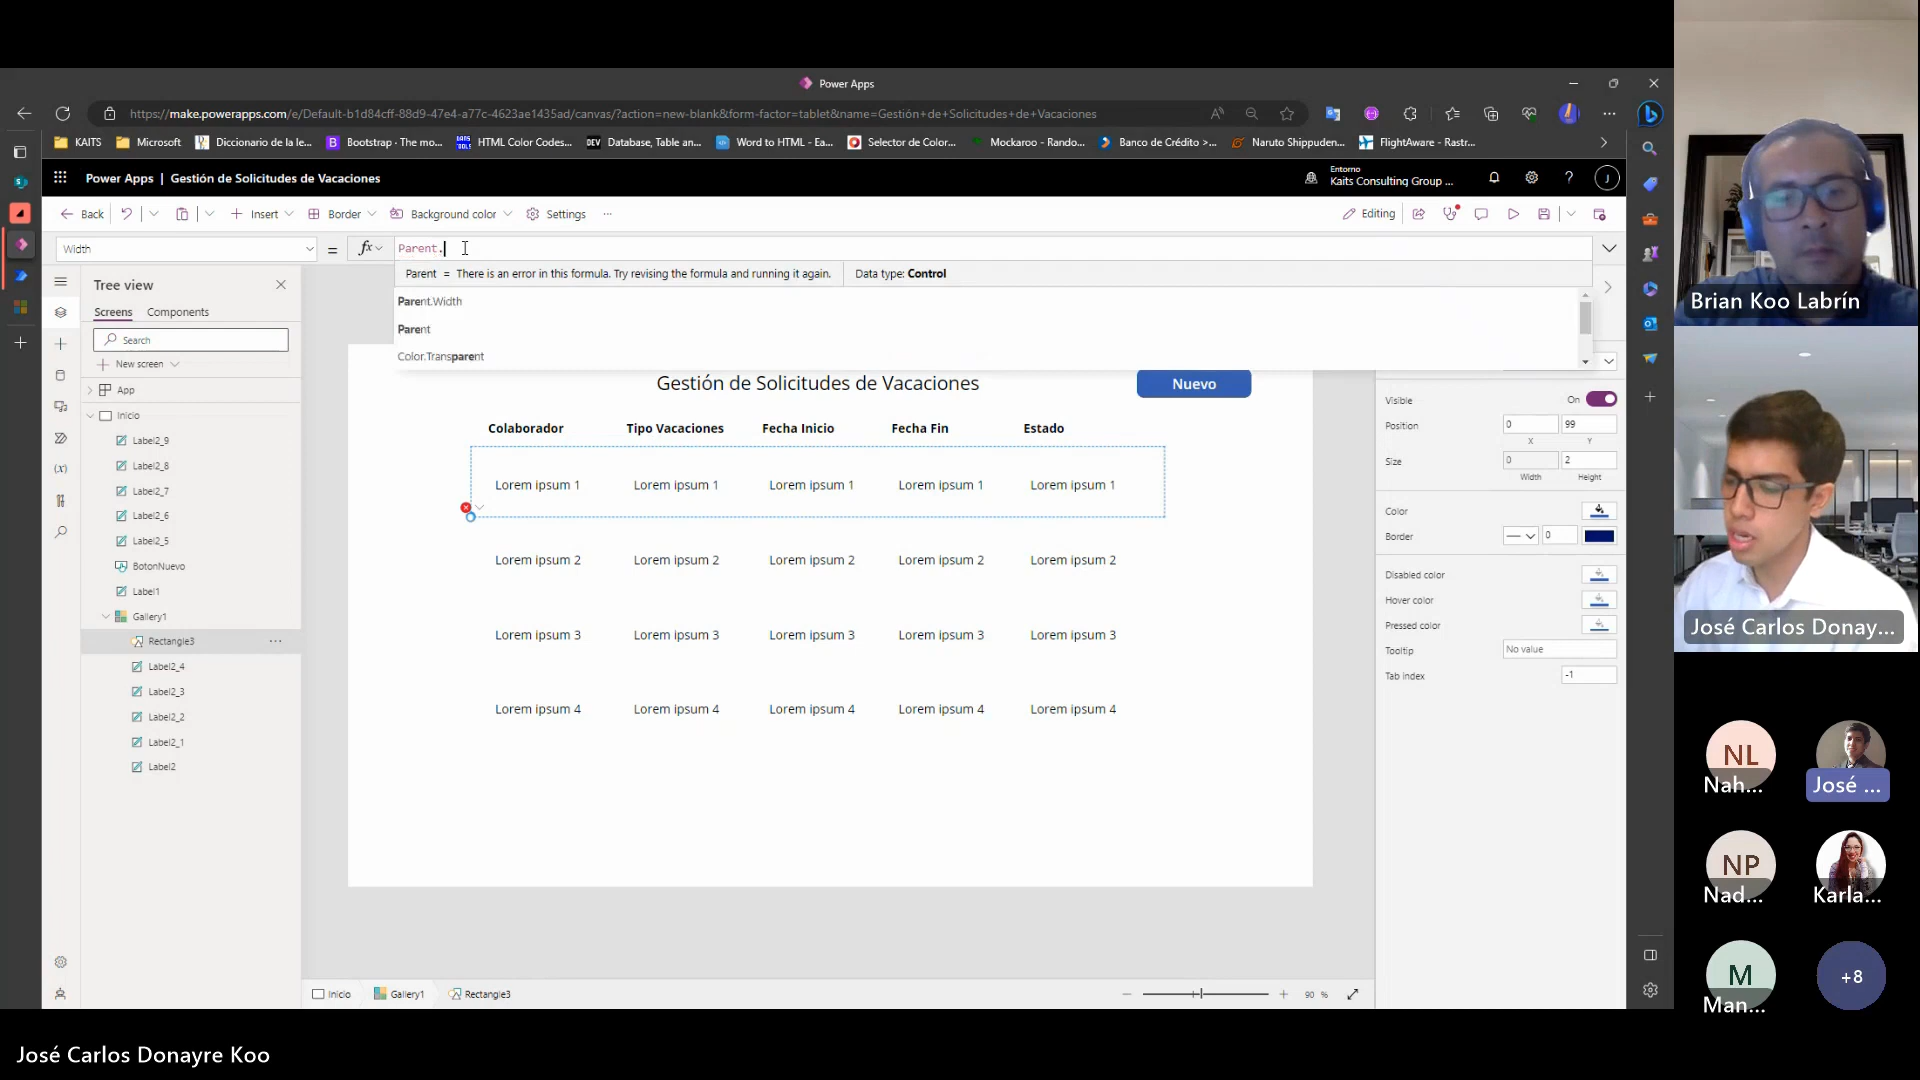 Power Apps
https://make.powerapps.com/e/Default-b1d84cff-88d9-47e4-a77c-4623ae1435ad/canvas/?action=new-blank&form-factor=tablet&name=Gestión+de+Solicitudes+de+Vacaciones
KAITS
Microsoft
Diccionario de la le...
Bootstrap · The mo...
HTML Color Codes...
DEV
Database, Table an...
Word to HTML - Ea...
Selector de Color...
Mockaroo - Rando...
Banco de Crédito >...
Naruto Shippuden...
FlightAware - Rastr...
Power Apps | Gestión de Solicitudes de Vacaciones
Entorno
Kaits Consulting Group ...
J
Back
Insert
Border
Background color
Settings
Editing
Width
=
fx
Parent.
Parent = There is an error in this formula. Try revising the formula and running it again.
Data type: Control
Parent.Width
Parent
Color.Transparent
Tree view
Screens
Components
Search
New screen
App
Inicio
Label2_9
Label2_8
Label2_7
Label2_6
Label2_5
BotonNuevo
Label1
Gallery1
Rectangle3
Label2_4
Label2_3
Label2_2
Label2_1
Label2
Gestión de Solicitudes de Vacaciones
Nuevo
Colaborador
Tipo Vacaciones
Fecha Inicio
Fecha Fin
Estado
Lorem ipsum 1 Lorem ipsum 1 Lorem ipsum 1 Lorem ipsum 1 Lorem ipsum 1
Lorem ipsum 2 Lorem ipsum 2 Lorem ipsum 2 Lorem ipsum 2 Lorem ipsum 2
Lorem ipsum 3 Lorem ipsum 3 Lorem ipsum 3 Lorem ipsum 3 Lorem ipsum 3
Lorem ipsum 4 Lorem ipsum 4 Lorem ipsum 4 Lorem ipsum 4 Lorem ipsum 4
Visible
On
Position
0
99
X
Y
Size
0
2
Width
Height
Color
Border
0
Disabled color
Hover color
Pressed color
Tooltip
No value
Tab index
-1
Inicio
Gallery1
Rectangle3
90 %
Brian Koo Labrín
José Carlos Donay...
NL
Nah...
José ...
NP
Nad...
Karla...
M
Man...
+8
José Carlos Donayre Koo